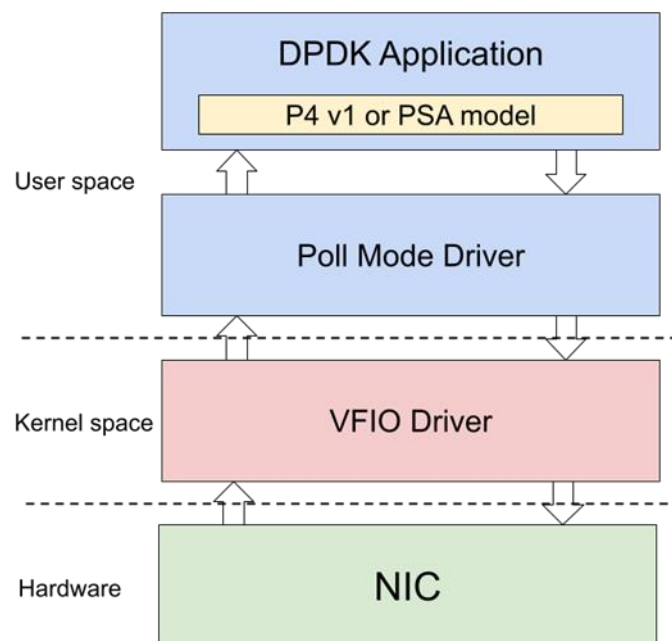 DPDK Application
P4 v1 or PSA model
User space
Poll Mode Driver
Kernel space
VFIO Driver
Hardware
NIC